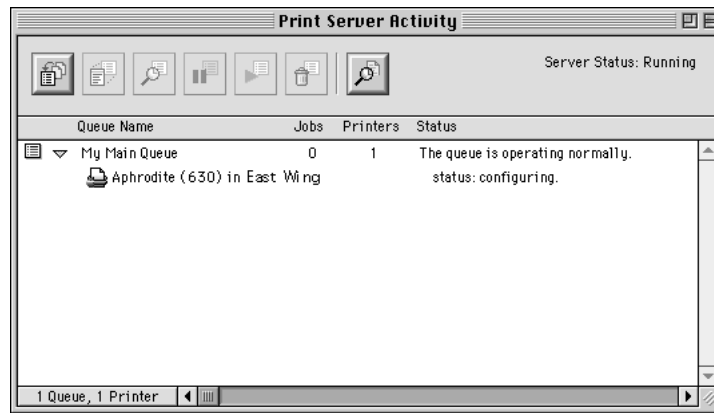 Print Server Activity
Server Status: Running
Queue Name Jobs Printers Status
My Main Queue 0 1 The queue is operating normally.
Aphrodite (630) in East Wing status: configuring.
1 Queue, 1 Printer